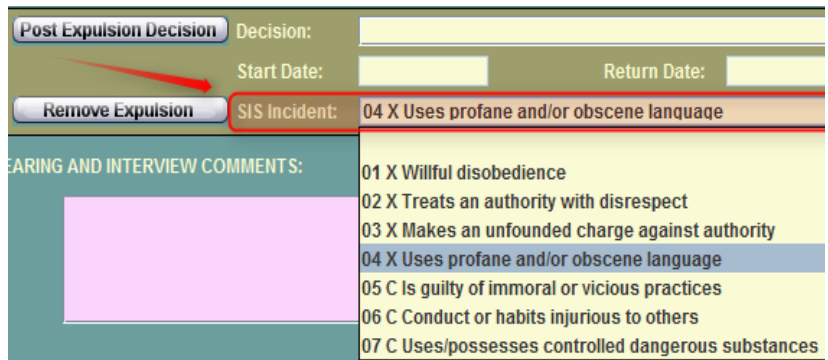 Post Expulsion Decision Decision:
Start Date: Return Date:
Remove Expulsion SIS Incident: 04 X Uses profane and/or obscene language
EARING AND INTERVIEW COMMENTS:
01 X Willful disobedience
02 X Treats an authority with disrespect
03 X Makes an unfounded charge against authority
04 X Uses profane and/or obscene language
05 C Is guilty of immoral or vicious practices
06 C Conduct or habits injurious to others
07 C Uses/possesses controlled dangerous substances